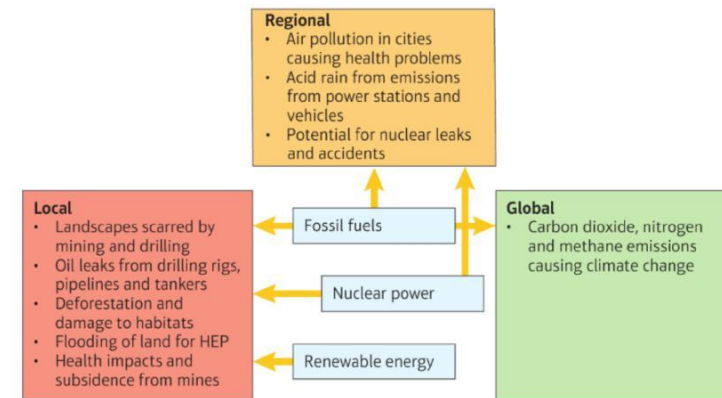 Regional
• Air pollution in cities
causing health problems
• Acid rain from emissions
from power stations and
vehicles
• Potential for nuclear leaks
and accidents
Local
• Landscapes scarred by
mining and drilling
• Oil leaks from drilling rigs,
pipelines and tankers
• Deforestation and
damage to habitats
• Flooding of land for HEP
• Health impacts and
subsidence from mines
Fossil fuels
Nuclear power
Renewable energy
Global
• Carbon dioxide, nitrogen
and methane emissions
causing climate change